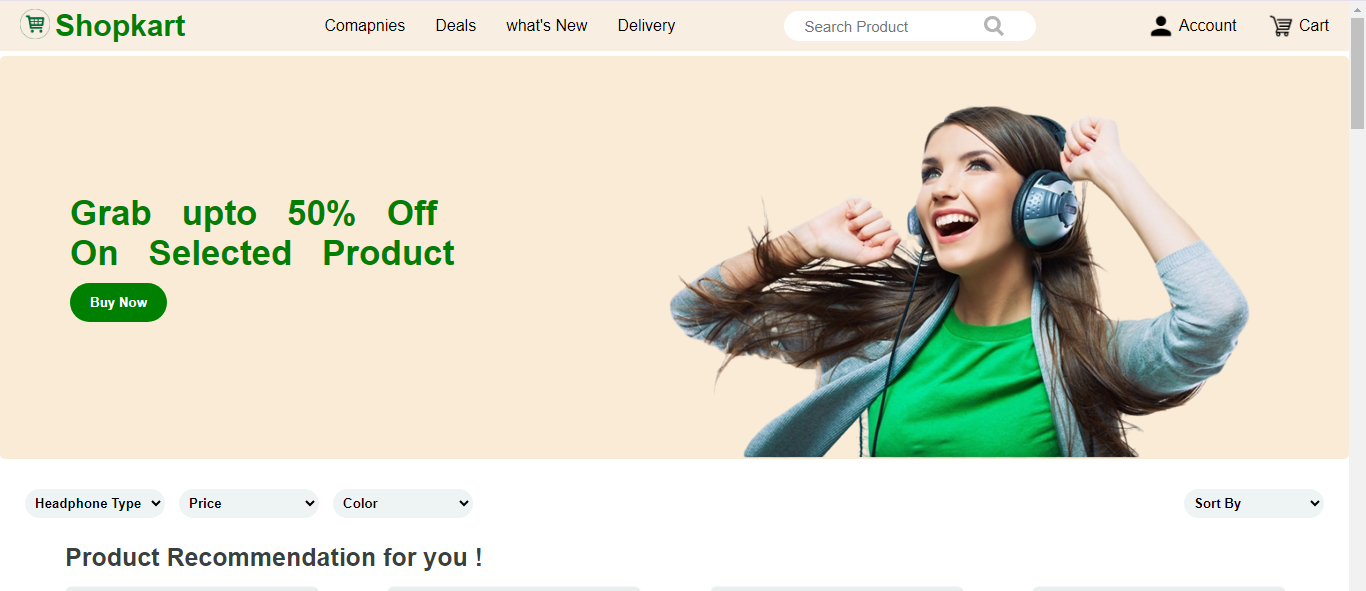 Shopkart
Comapnies Deals what's New Delivery
Search Product
Account Cart
Grab upto 50% Off
On Selected Product
Buy Now
Headphone Type Price Color Sort By
Product Recommendation for you !